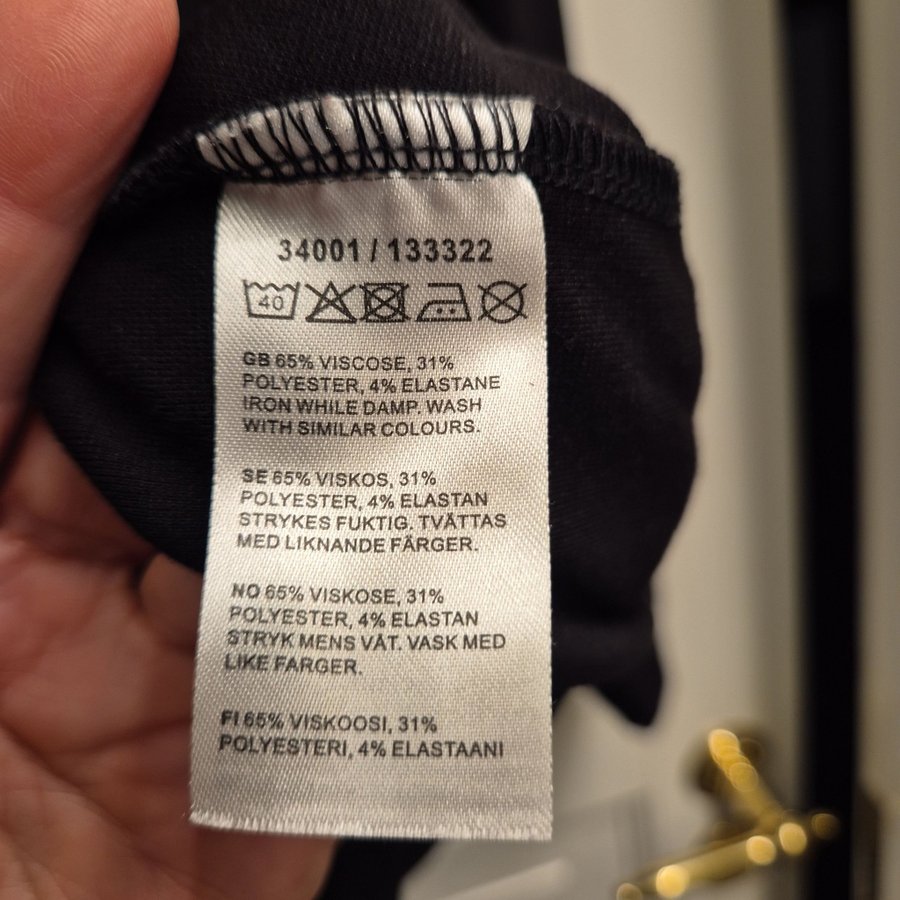 34001 / 133322
40
GB 65% VISCOSE, 31%
POLYESTER, 4% ELASTANE
IRON WHILE DAMP. WASH
WITH SIMILAR COLOURS.
SE 65% VISKOS, 31%
POLYESTER, 4% ELASTAN
STRYKES FUKTIG. TVÄTTAS
MED LIKNANDE FÄRGER.
NO 65% VISKOSE, 31%
POLYESTER, 4% ELASTAN
STRYK MENS VÅT. VASK MED
LIKE FARGER.
FI 65% VISKOOSI, 31%
POLYESTERI, 4% ELASTAANI